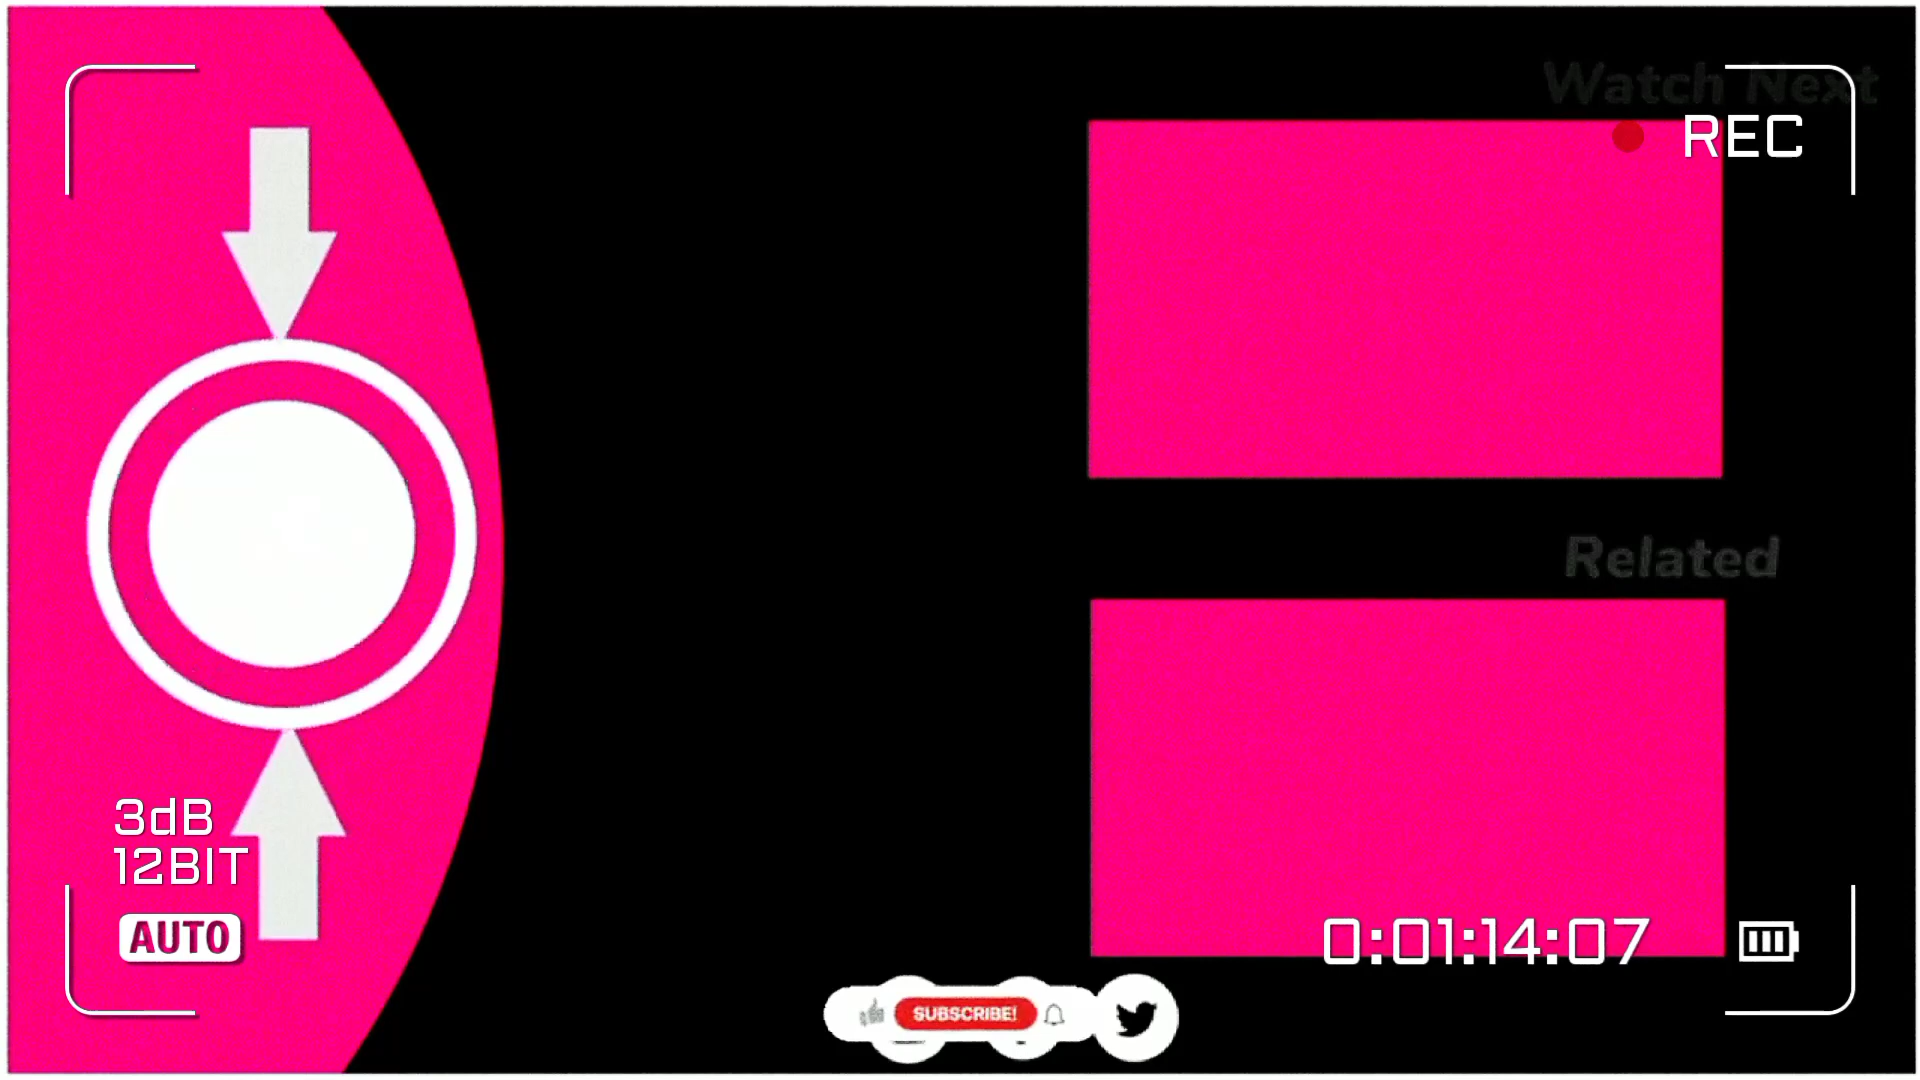 Watch Next
REC
Related
3dB
12BIT
AUTO
0:01:14:07
SUBSCRIBE!